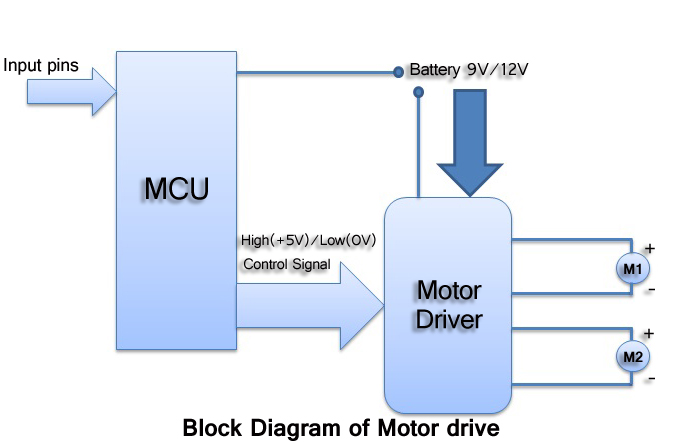 Input pins
Battery 9V/12V
MCU
High(+5V)/Low(0V)
Control Signal
Motor
Driver
+
M1
-
+
M2
-
Block Diagram of Motor drive